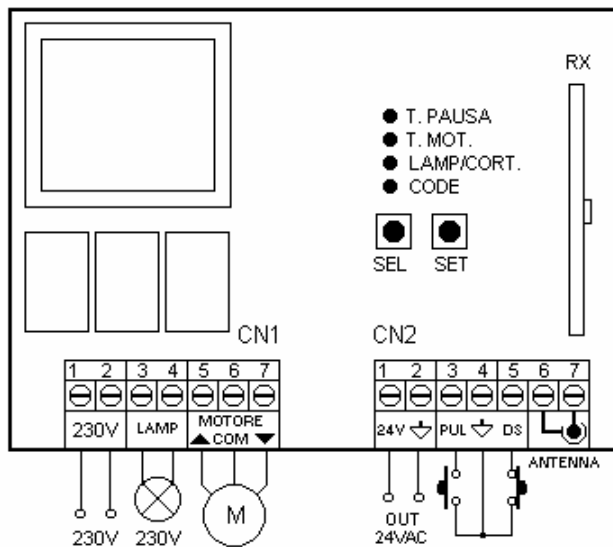 RX
T. PAUSA
T. MOT.
LAMP/CORT.
CODE
SEL SET
CN1 CN2
1 2 3 4 5 6 7 1 2 3 4 5 6 7
230V LAMP MOTORE 24V PUL DS
COM
ANTENNA
M
OUT
230V 230V 24VAC